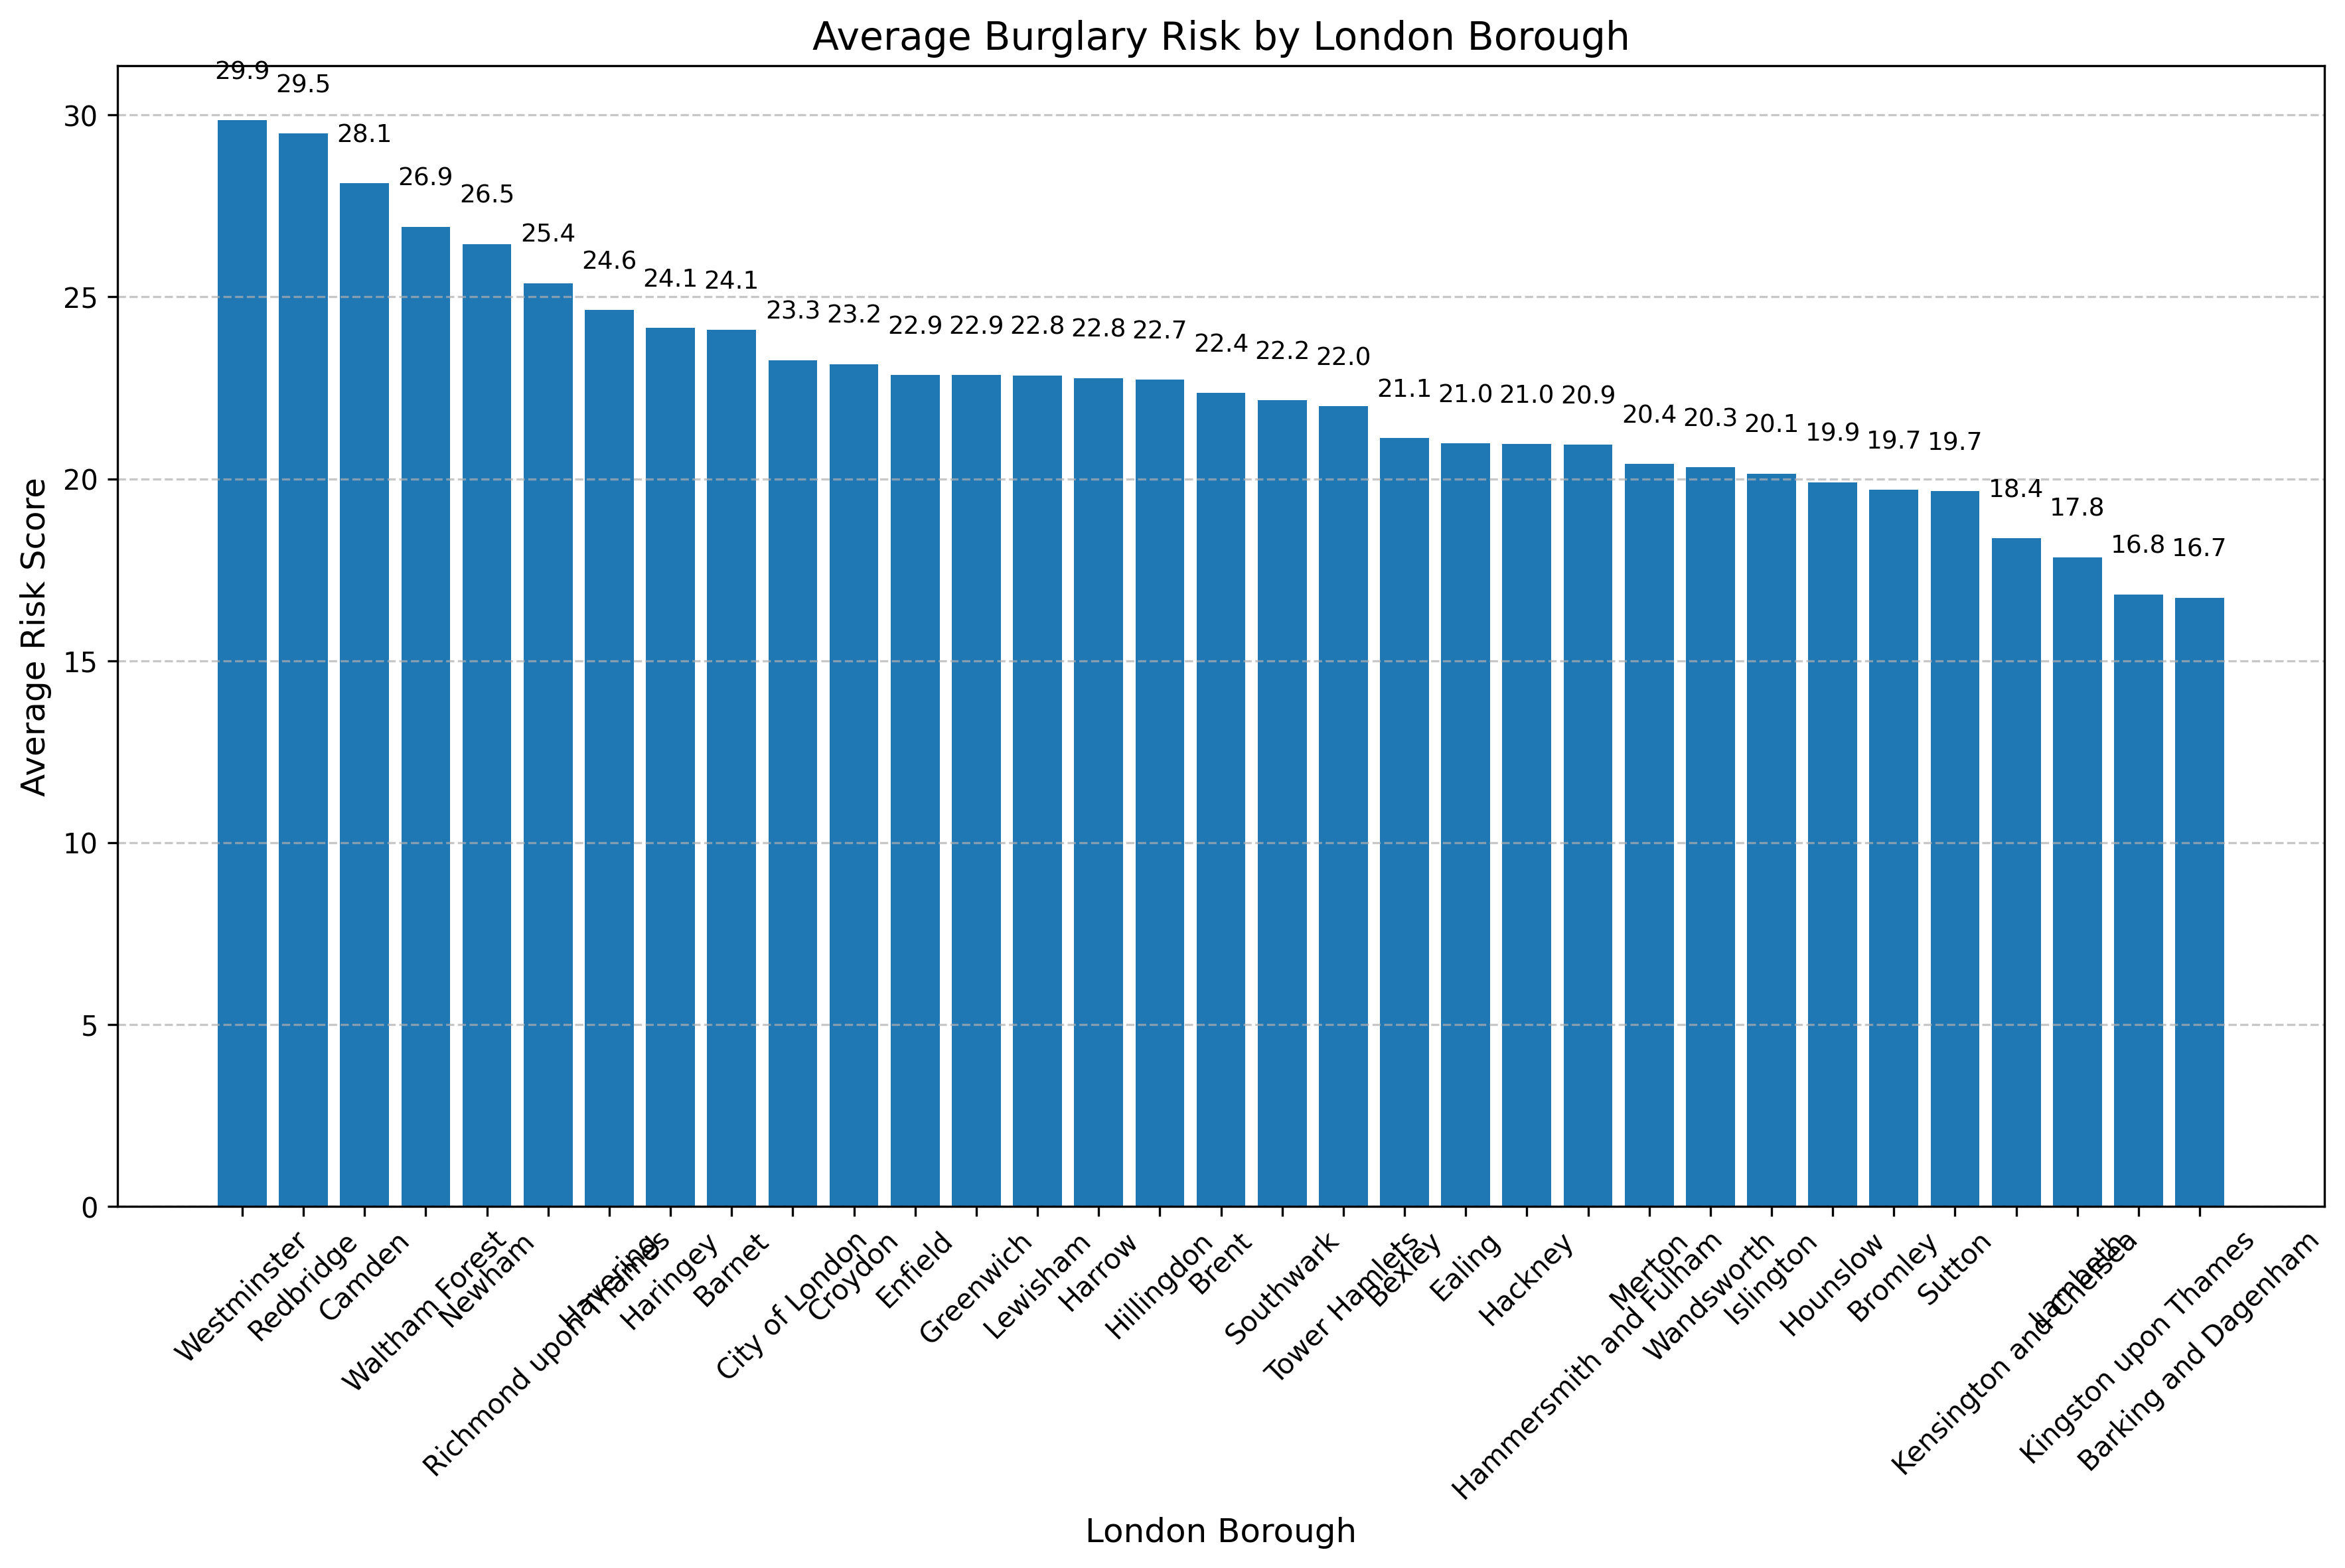 Average Burglary Risk by London Borough
Average Risk Score
30
25
20
15
10
5
0
29.9
29.5
28.1
26.9
26.5
25.4
24.6
24.1
24.1
23.3
23.2
22.9
22.9
22.8
22.8
22.7
22.4
22.2
22.0
21.1
21.0
21.0
20.9
20.4
20.3
20.1
19.9
19.7
19.7
18.4
17.8
16.8
16.7
Westminster
Redbridge
Camden
Waltham Forest
Newham
Richmond upon Thames
Havering
Haringey
Barnet
City of London
Croydon
Enfield
Greenwich
Lewisham
Harrow
Hillingdon
Brent
Southwark
Tower Hamlets
Bexley
Ealing
Hackney
Hammersmith and Fulham
Merton
Wandsworth
Islington
Hounslow
Bromley
Sutton
Kensington and Chelsea
Lambeth
Kingston upon Thames
Barking and Dagenham
London Borough